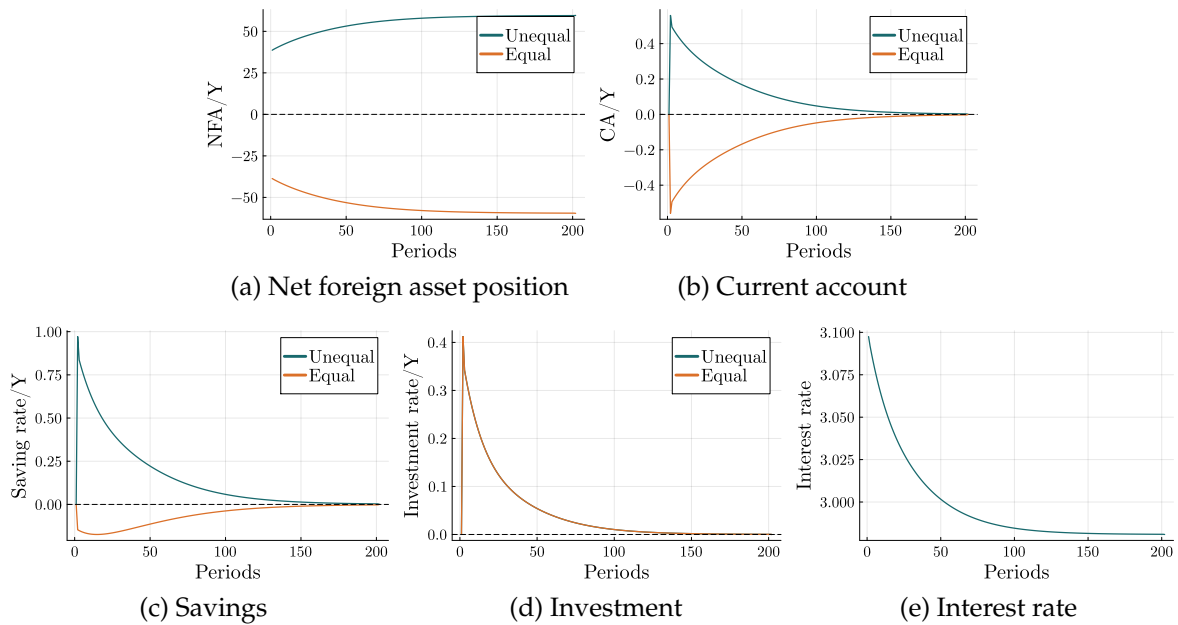 NFA/Y
50
25
0
−25
−50
0
50
100
150
200
Periods
Unequal
Equal
(a) Net foreign asset position
CA/Y
0.4
0.2
0.0
−0.2
−0.4
0
50
100
150
200
Periods
Unequal
Equal
(b) Current account
Saving rate/Y
1.00
0.75
0.50
0.25
0.00
0
50
100
150
200
Periods
Unequal
Equal
(c) Savings
Investment rate/Y
0.4
0.3
0.2
0.1
0.0
0
50
100
150
200
Periods
Unequal
Equal
(d) Investment
Interest rate
3.100
3.075
3.050
3.025
3.000
0
50
100
150
200
Periods
(e) Interest rate